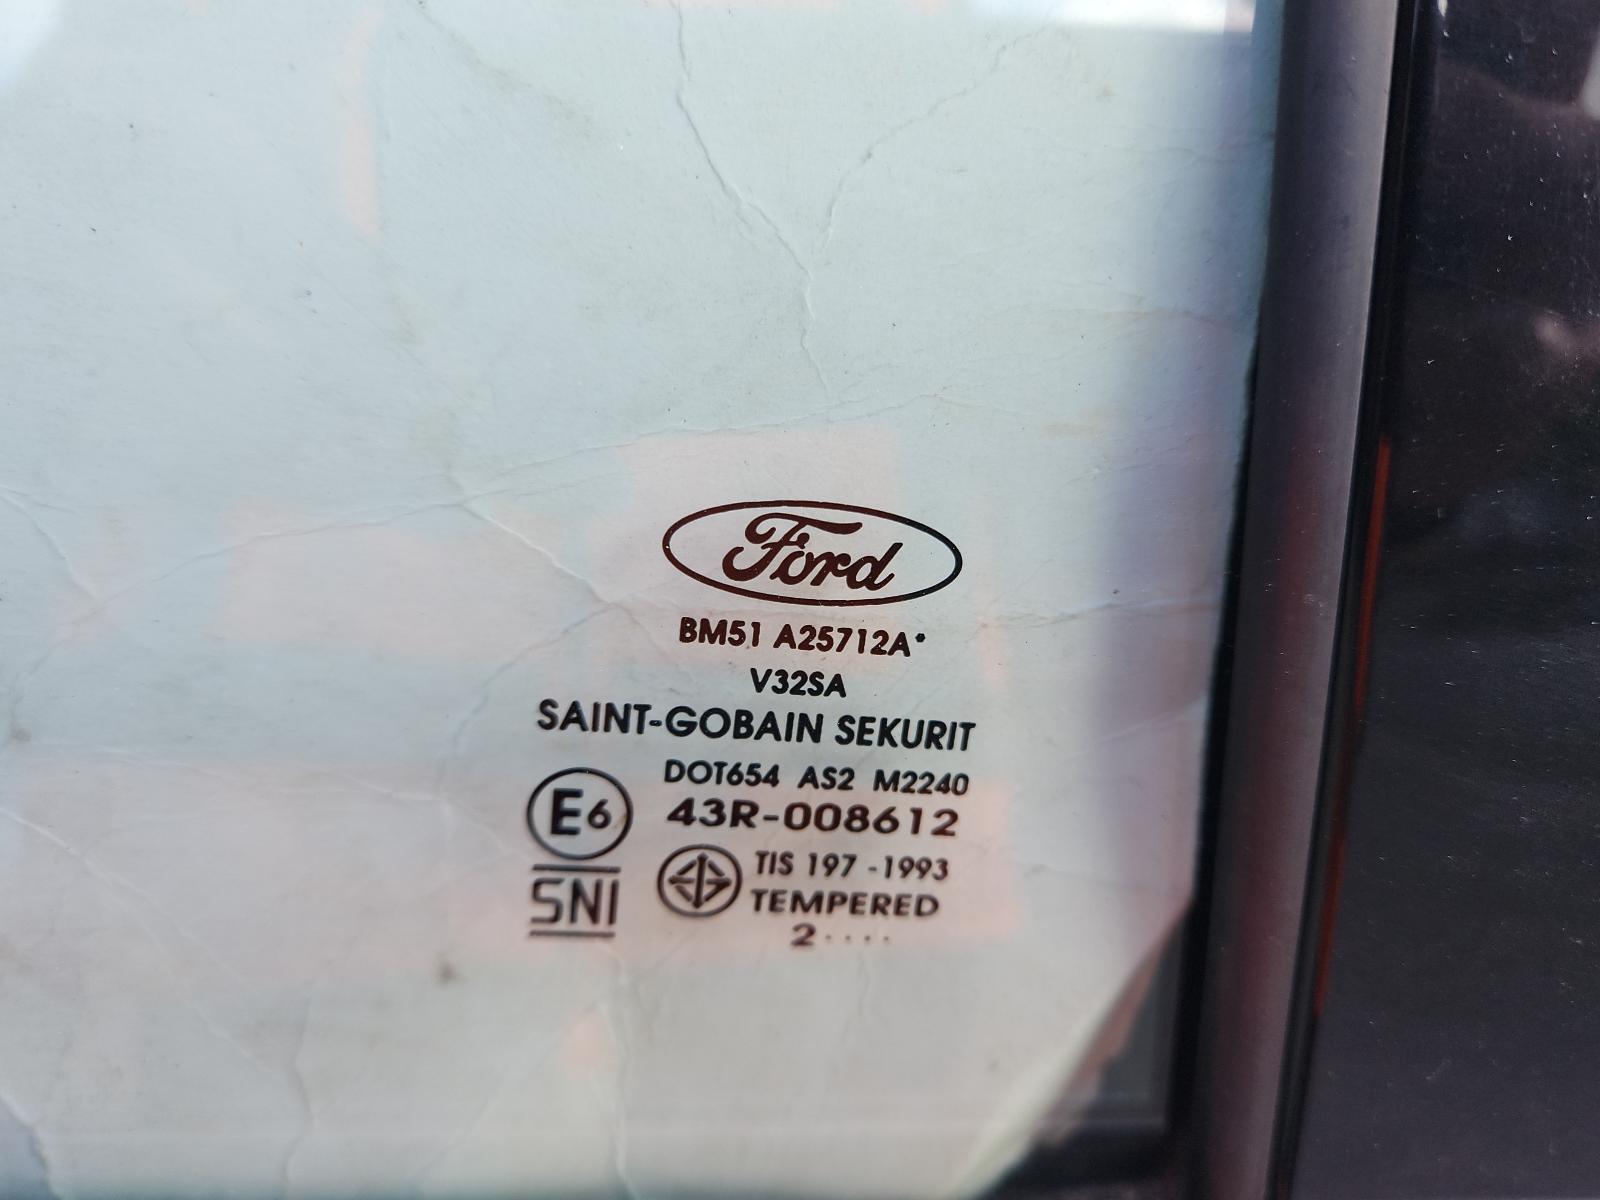 Ford
BM51 A25712A•
V32SA
SAINT-GOBAIN SEKURIT
DOT654 AS2 M2240
E6 43R-008612
SNI TIS 197 -1993
TEMPERED
2 ····